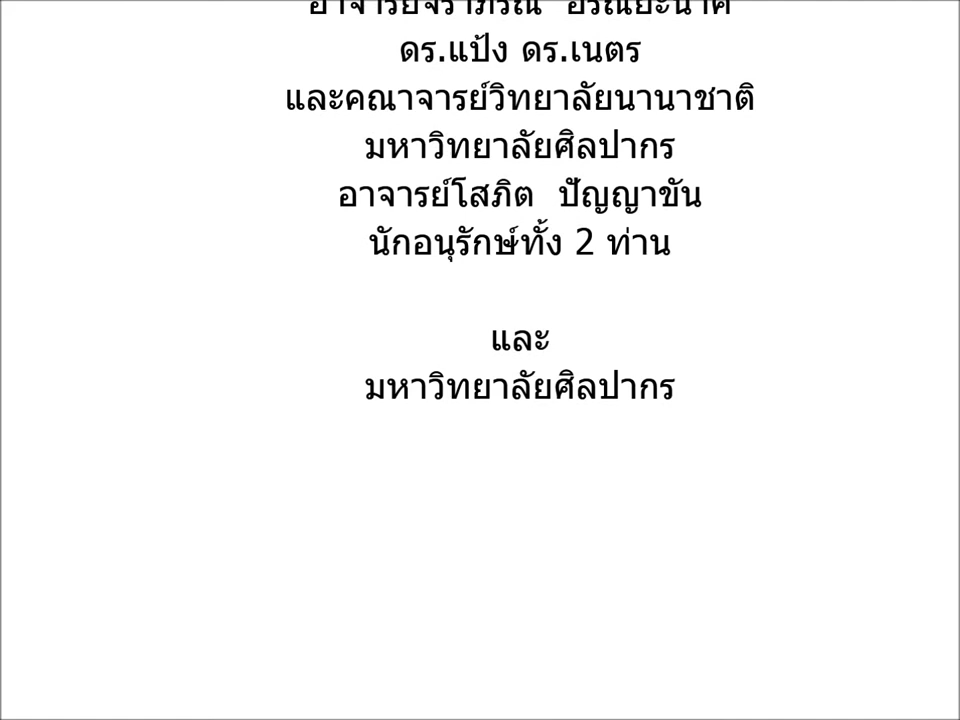 ดร.แป้ง ดร.เนตร
และคณาจารย์วิทยาลัยนานาชาติ
มหาวิทยาลัยศิลปากร
อาจารย์โสภิต ปัญญาขัน
นักอนุรักษ์ทั้ง 2 ท่าน
และ
มหาวิทยาลัยศิลปากร